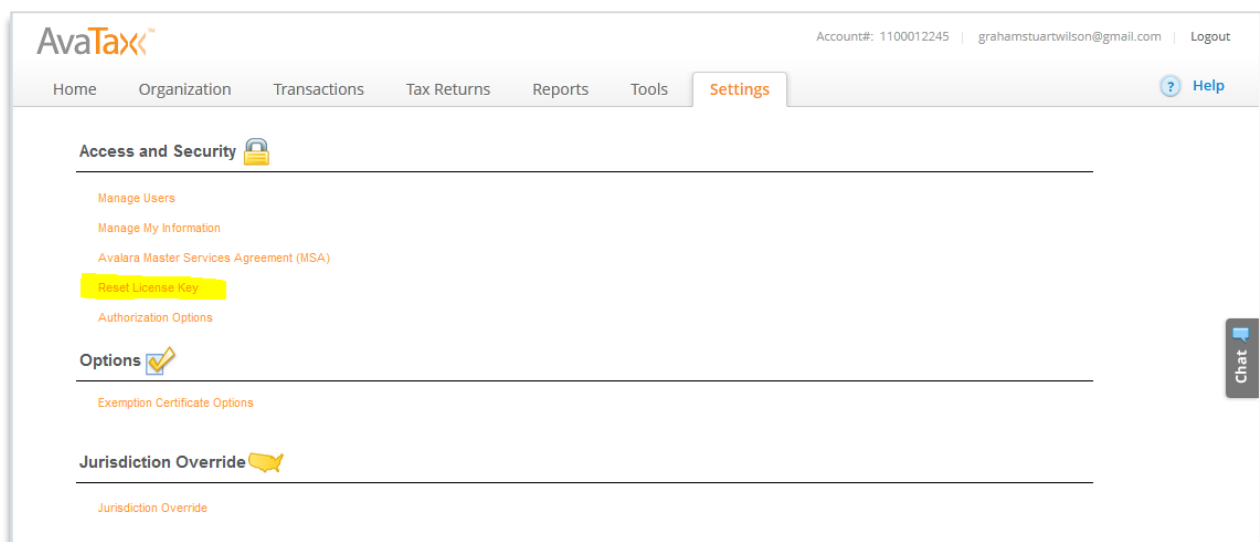 AvaTax
Account#: 1100012245 | grahamstuartwilson@gmail.com | Logout
Home Organization Transactions Tax Returns Reports Tools Settings ? Help
Access and Security
Manage Users
Manage My Information
Avalara Master Services Agreement (MSA)
Reset License Key
Authorization Options
Options
Exemption Certificate Options
Jurisdiction Override
Jurisdiction Override
Chat